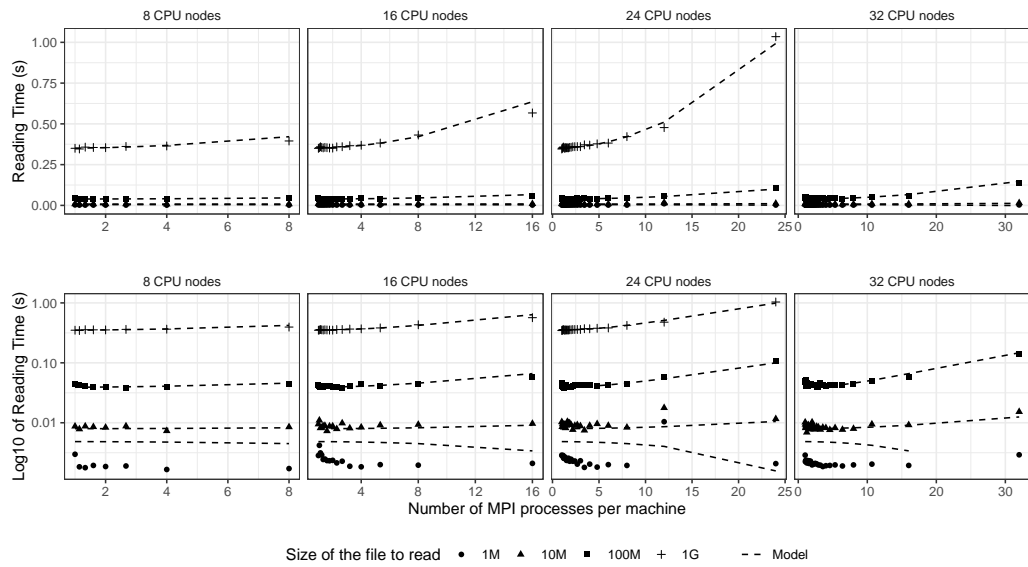 8 CPU nodes 16 CPU nodes 24 CPU nodes 32 CPU nodes
Reading Time (s)
1.00
0.75
0.50
0.25
0.00
2 4 6 8 4 8 12 16 0 5 10 15 20 25 0 10 20 30
8 CPU nodes 16 CPU nodes 24 CPU nodes 32 CPU nodes
Log10 of Reading Time (s)
1.00
0.10
0.01
2 4 6 8 4 8 12 16 0 5 10 15 20 25 0 10 20 30
Number of MPI processes per machine
Size of the file to read 1M 10M 100M 1G Model